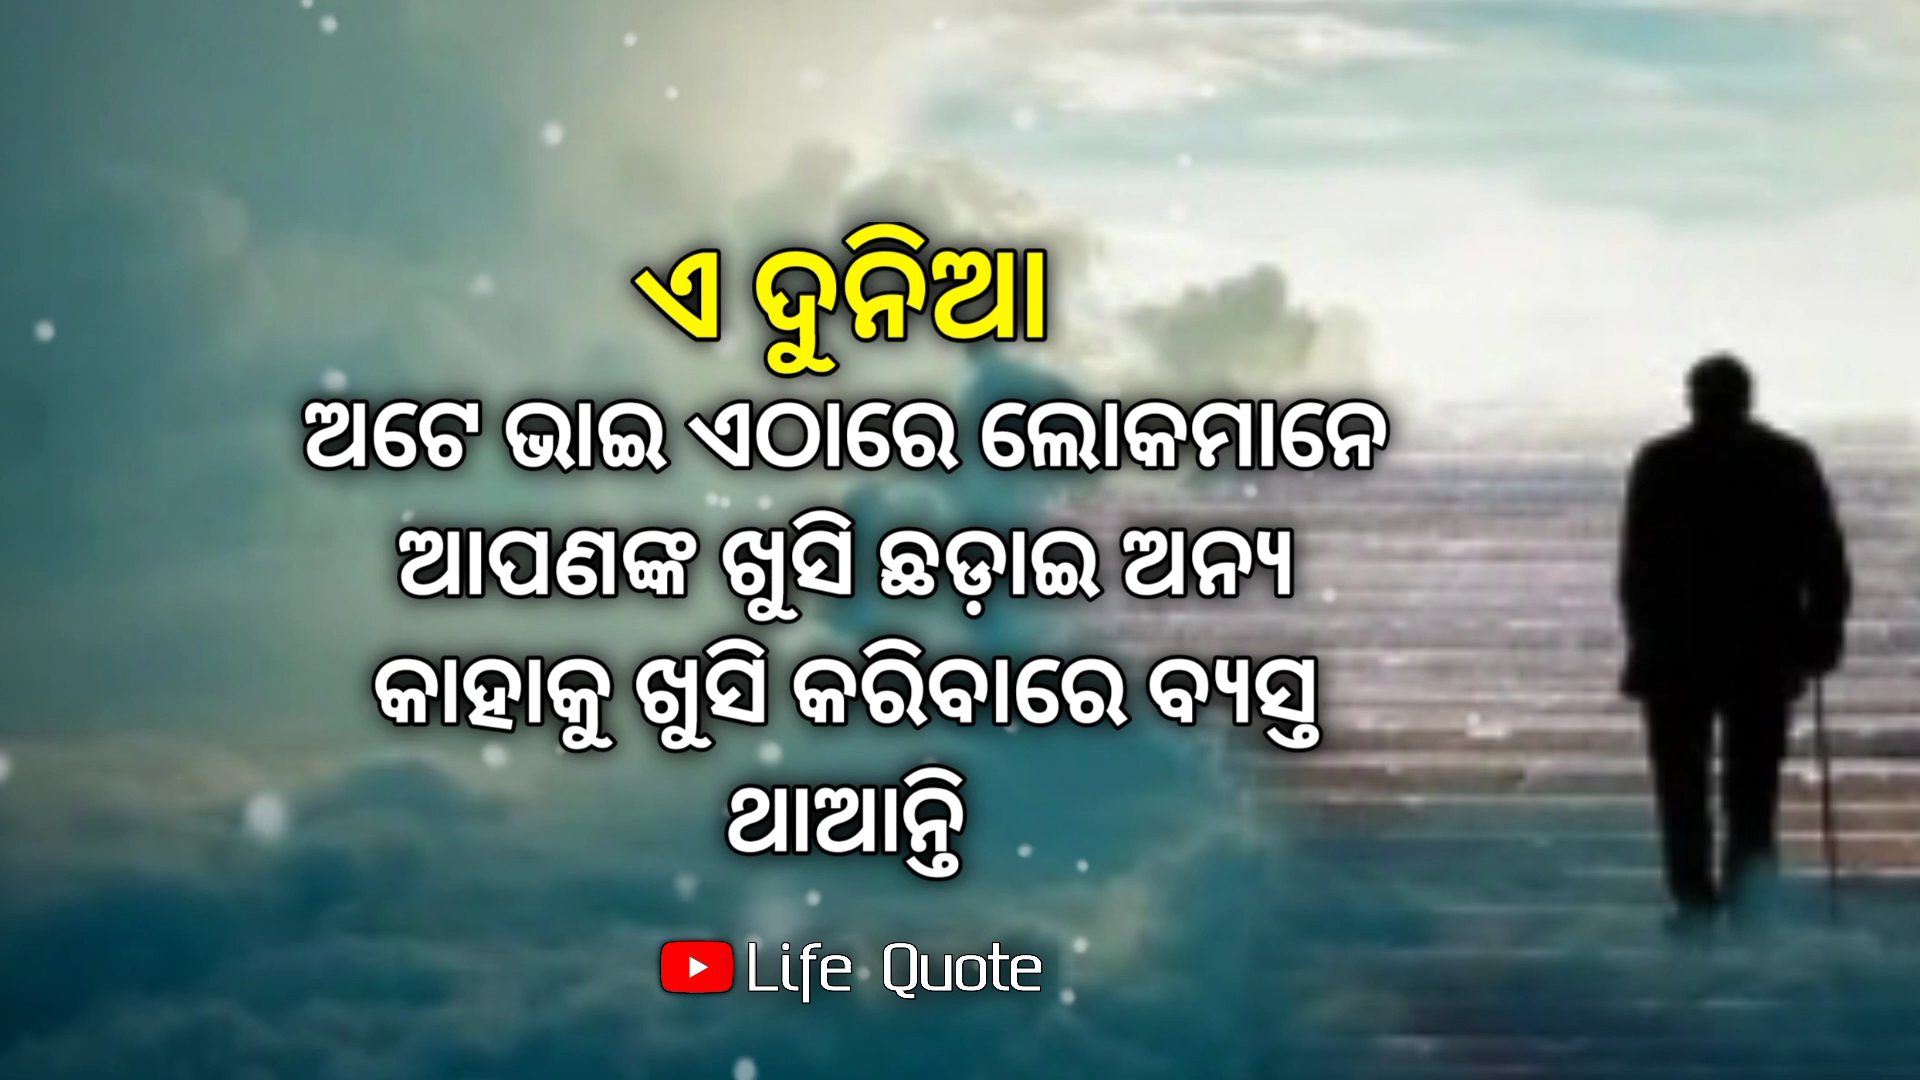 ଏ ଦୁନିଆ
ଅଟେ ଭାଇ ଏଠାରେ ଲୋକମାନେ
ଆପଣଙ୍କ ଖୁସି ଛଡ଼ାଇ ଅନ୍ୟ
କାହାକୁ ଖୁସି କରିବାରେ ବ୍ୟସ୍ତ
ଥାଆନ୍ତି
Life Quote